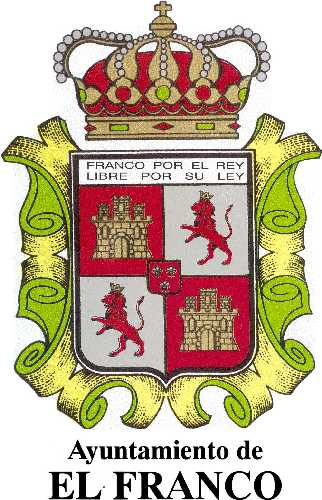 FRANCO POR EL REY
LIBRE POR SU LEY
Ayuntamiento de
EL FRANCO